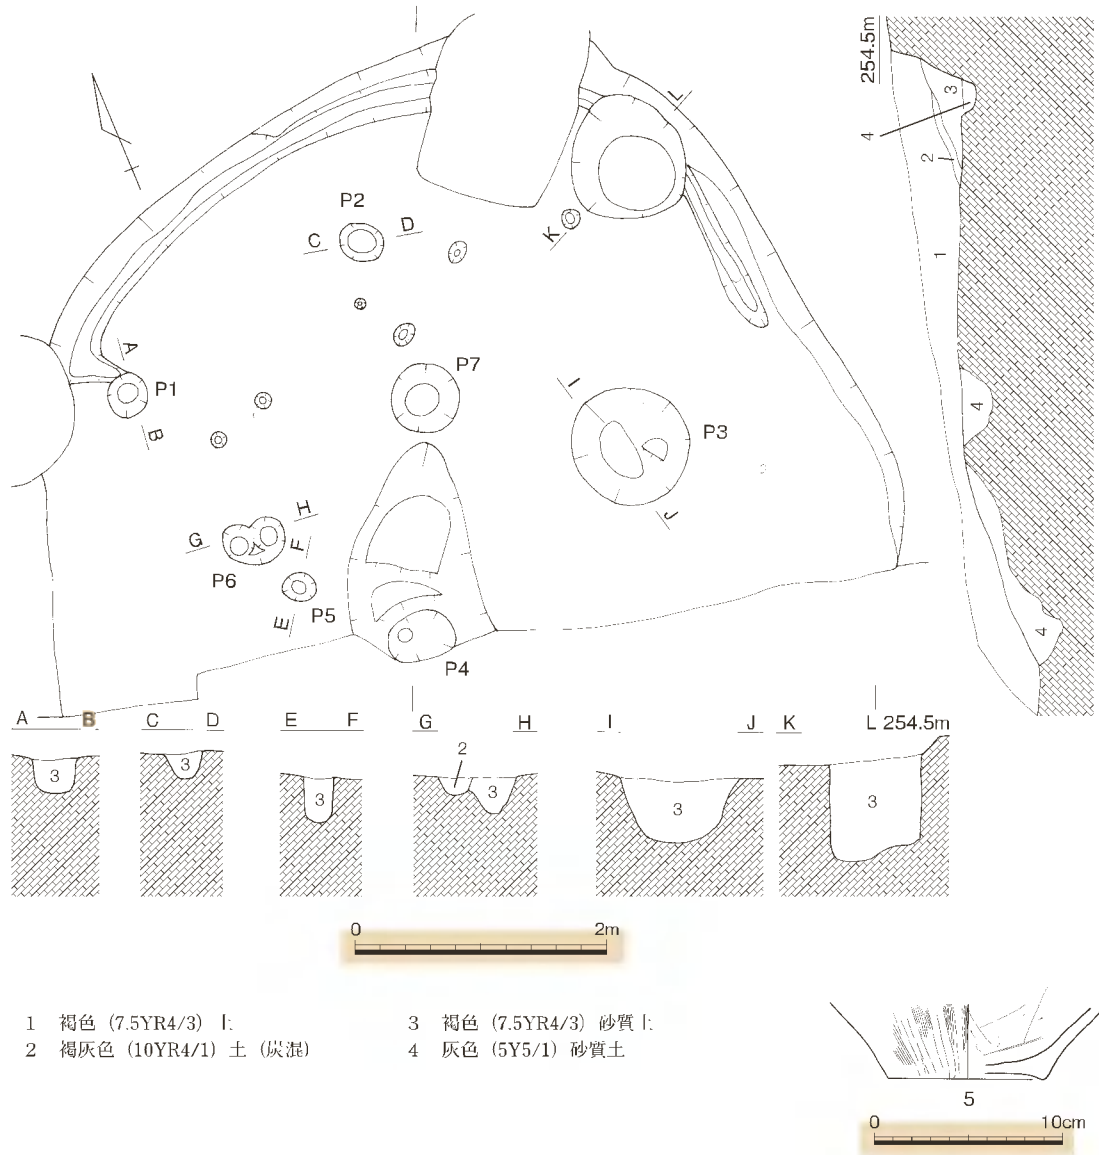 254.5m
L
3
4
2
P2
C
D
K
1
A
P1
B
P7
I
P3
4
J
H
G
F
P6
P5
E
4
P4
A B C D E F G H I J K L 254.5m
3
3
3
2
3
3
3
0 2m
1 褐色 (7.5YR4/3) 土
2 褐灰色 (10YR4/1) 土 (炭混)
3 褐色 (7.5YR4/3) 砂質土
4 灰色 (5Y5/1) 砂質土
5
0 10cm